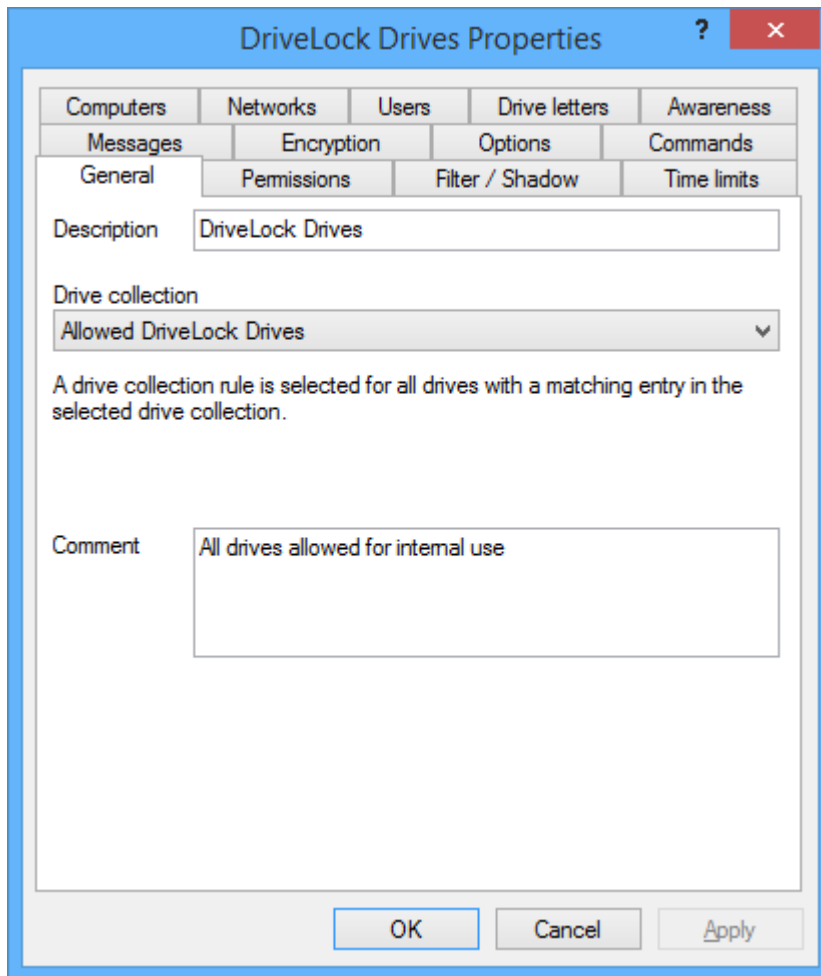 DriveLock Drives Properties ?
Computers Networks Users Drive letters Awareness
Messages Encryption Options Commands
General Permissions Filter / Shadow Time limits
Description DriveLock Drives
Drive collection
Allowed DriveLock Drives
A drive collection rule is selected for all drives with a matching entry in the
selected drive collection.
Comment All drives allowed for internal use
OK Cancel Apply